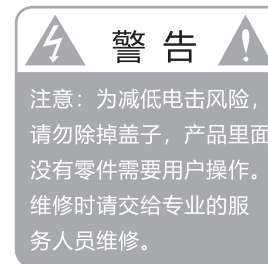 警告
注意：为减低电击风险，
请勿除掉盖子，产品里面
没有零件需要用户操作。
维修时请交给专业的服
务人员维修。